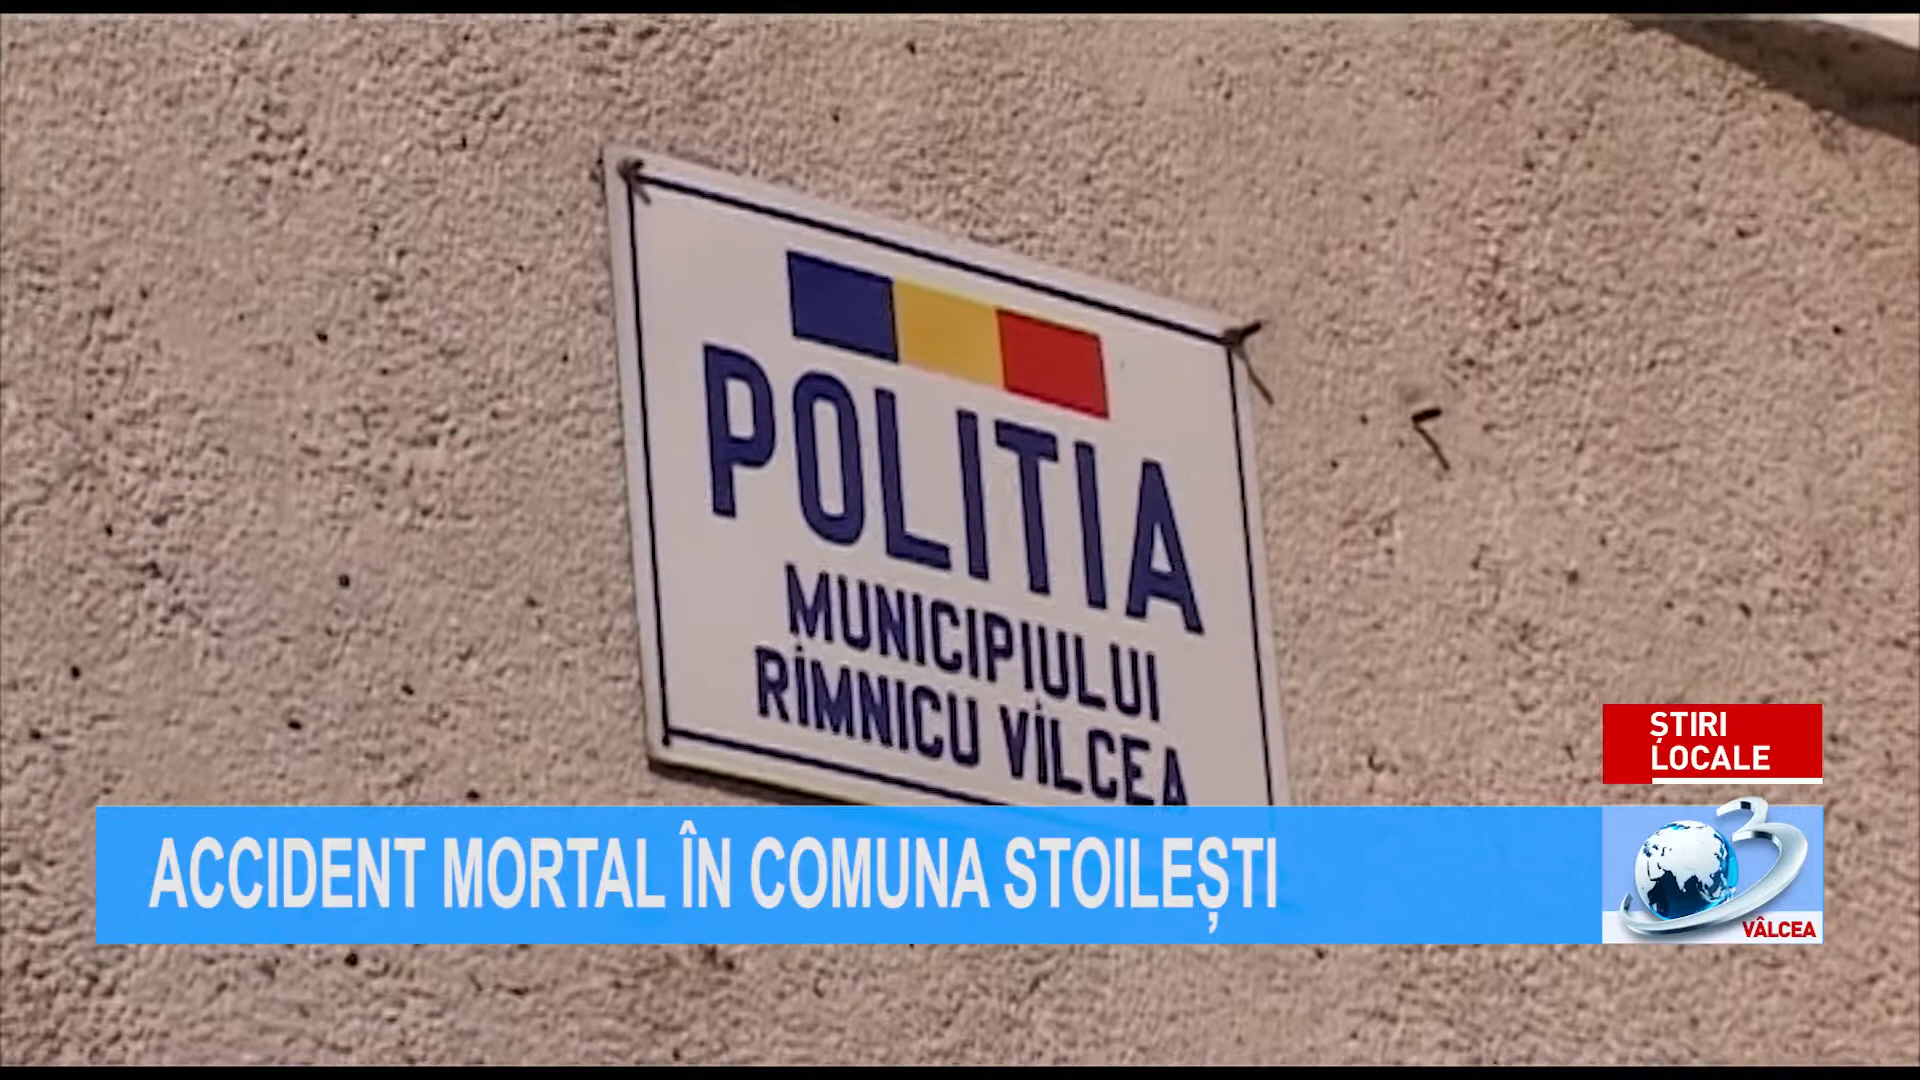 POLITIA
MUNICIPIULUI
RÎMNICU VÎLCEA
ȘTIRI
LOCALE
ACCIDENT MORTAL ÎN COMUNA STOILEȘTI
3
VÂLCEA